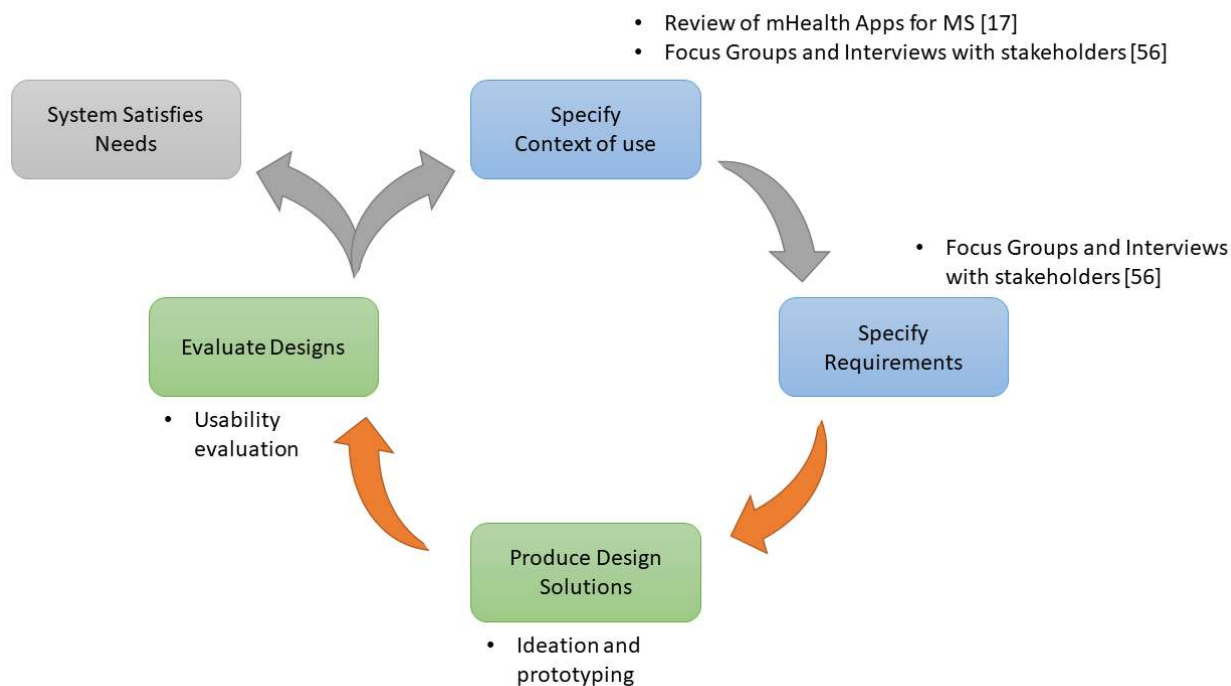 • Review of mHealth Apps for MS [17]
• Focus Groups and Interviews with stakeholders [56]
System Satisfies
Needs
Specify
Context of use
• Focus Groups and Interviews
with stakeholders [56]
Evaluate Designs
Specify
Requirements
• Usability
evaluation
Produce Design
Solutions
• Ideation and
prototyping